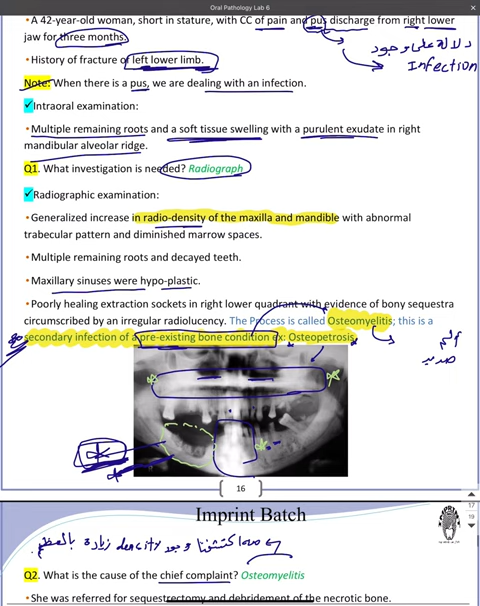 Oral Pathology Lab 6
• A 42-year-old woman, short in stature, with CC of pain and pus discharge from right lower
jaw for three months.
دلالة على وجود
Infection
• History of fracture of left lower limb.
Note: When there is a pus, we are dealing with an infection.
✓Intraoral examination:
• Multiple remaining roots and a soft tissue swelling with a purulent exudate in right
mandibular alveolar ridge.
Q1. What investigation is needed? Radiograph
✓Radiographic examination:
• Generalized increase in radio-density of the maxilla and mandible with abnormal
trabecular pattern and diminished marrow spaces.
• Multiple remaining roots and decayed teeth.
• Maxillary sinuses were hypo-plastic.
• Poorly healing extraction sockets in right lower quadrant with evidence of bony sequestra
circumscribed by an irregular radiolucency. The Process is called Osteomyelitis; this is a
secondary infection of a pre-existing bone condition ex: Osteopetrosis.
ألم
صديد
16
17
19
Imprint Batch
وجود density زيادة بالعظم
Q2. What is the cause of the chief complaint? Osteomyelitis
• She was referred for sequestrectomy and debridement of the necrotic bone.